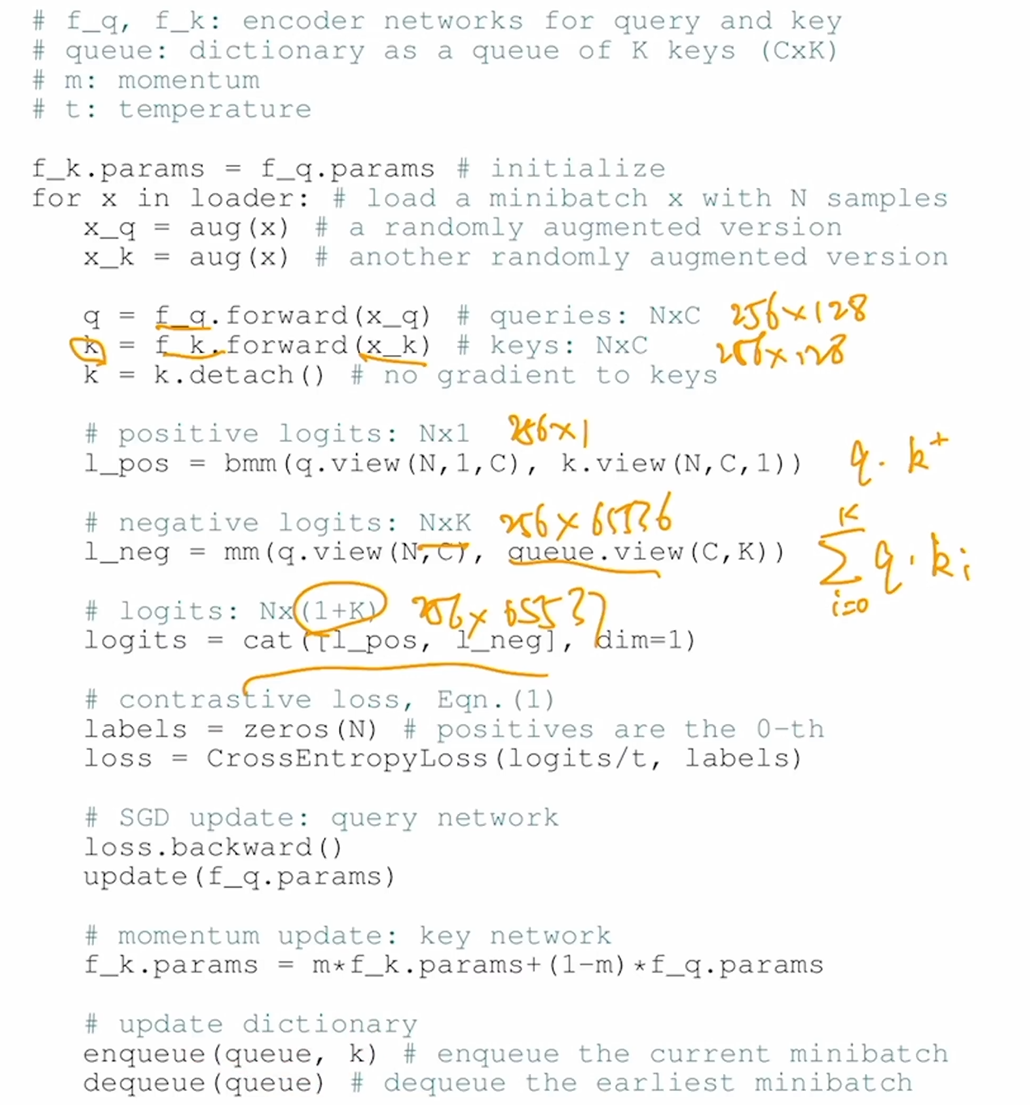 # f_q, f_k: encoder networks for query and key
# queue: dictionary as a queue of K keys (CxK)
# m: momentum
# t: temperature
f_k.params = f_q.params # initialize
for x in loader: # load a minibatch x with N samples
x_q = aug(x) # a randomly augmented version
x_k = aug(x) # another randomly augmented version
q = f_q.forward(x_q) # queries: NxC 256×128
k = f_k.forward(x_k) # keys: NxC 256×128
k = k.detach() # no gradient to keys
# positive logits: Nx1 256×1
l_pos = bmm(q.view(N,1,C), k.view(N,C,1)) q·k⁺
# negative logits: NxK 256×65536
l_neg = mm(q.view(N,C), queue.view(C,K)) K∑i=0 q·ki
# logits: Nx(1+K) 256×65537
logits = cat([l_pos, l_neg], dim=1)
# contrastive loss, Eqn.(1)
labels = zeros(N) # positives are the 0-th
loss = CrossEntropyLoss(logits/t, labels)
# SGD update: query network
loss.backward()
update(f_q.params)
# momentum update: key network
f_k.params = m*f_k.params+(1-m)*f_q.params
# update dictionary
enqueue(queue, k) # enqueue the current minibatch
dequeue(queue) # dequeue the earliest minibatch